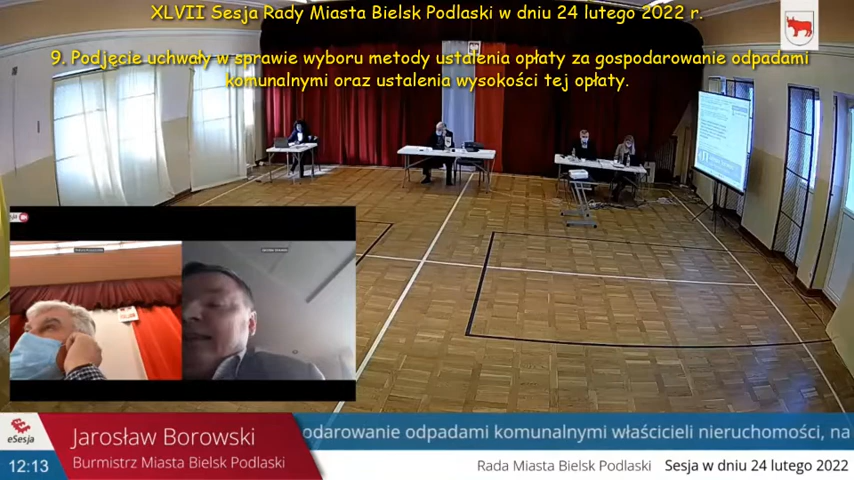 XLVII Sesja Rady Miasta Bielsk Podlaski w dniu 24 lutego 2022 r.
9. Podjęcie uchwały w sprawie wyboru metody ustalenia opłaty za gospodarowanie odpadami
komunalnymi oraz ustalenia wysokości tej opłaty.
eSesja
Jarosław Borowski
odarowanie odpadami komunalnymi właścicieli nieruchomości, na
12:13
Burmistrz Miasta Bielsk Podlaski
Rada Miasta Bielsk Podlaski
Sesja w dniu 24 lutego 2022